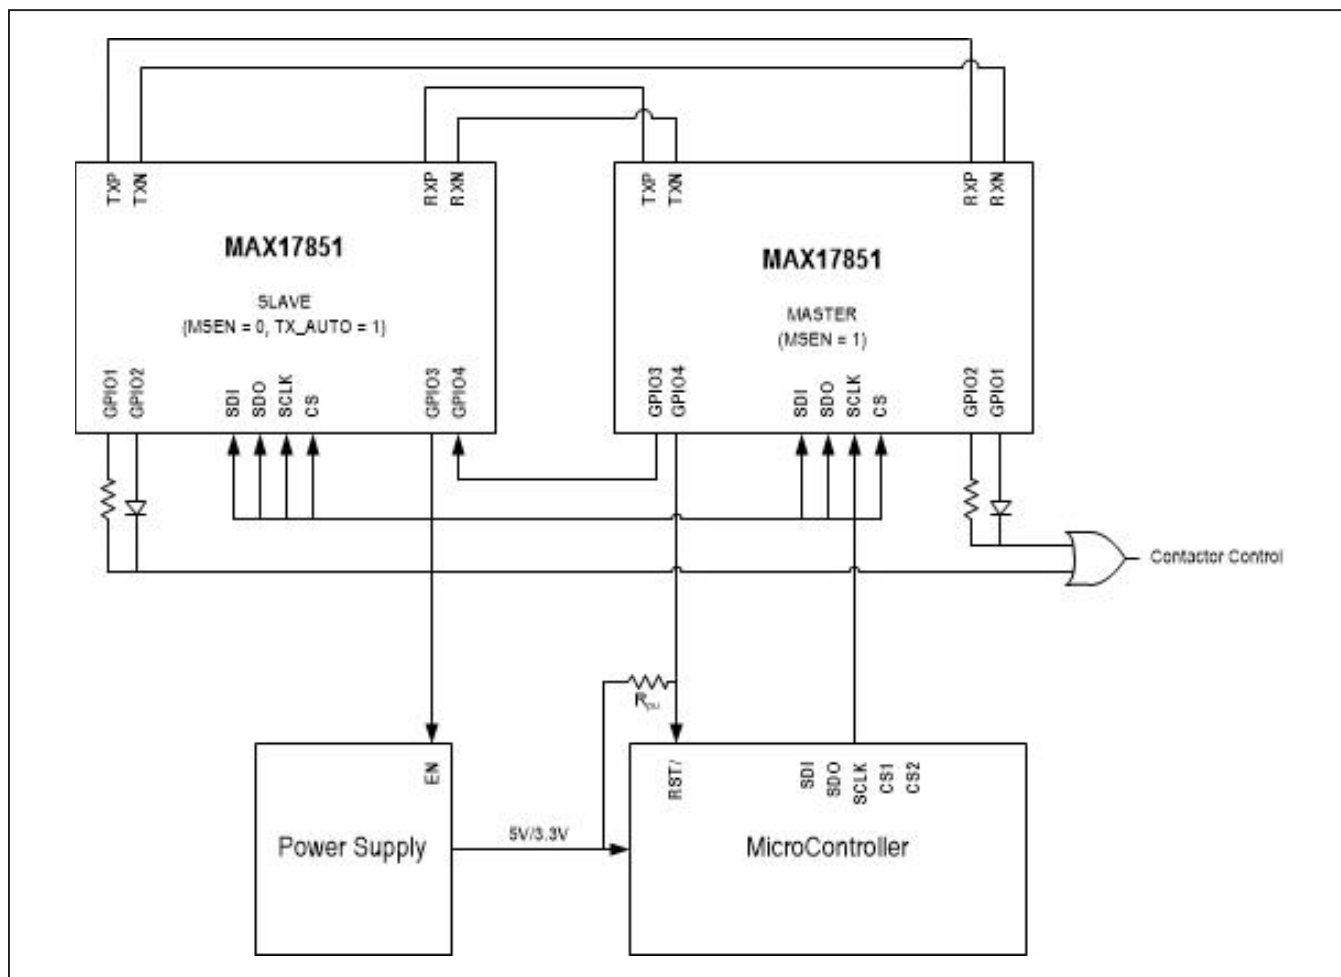 TXP
TXN
RXP
RXN
TXP
TXN
RXP
RXN
MAX17851
SLAVE
(MSEN = 0, TX_AUTO = 1)
MAX17851
MASTER
(MSEN = 1)
GPIO1
GPIO2
SDI
SDO
SCLK
CS
GPIO3
GPIO4
GPIO3
GPIO4
SDI
SDO
SCLK
CS
GPIO2
GPIO1
Contactor Control
Rpu
EN
RST/
SDI
SDO
SCLK
CS1
CS2
5V/3.3V
Power Supply
MicroController